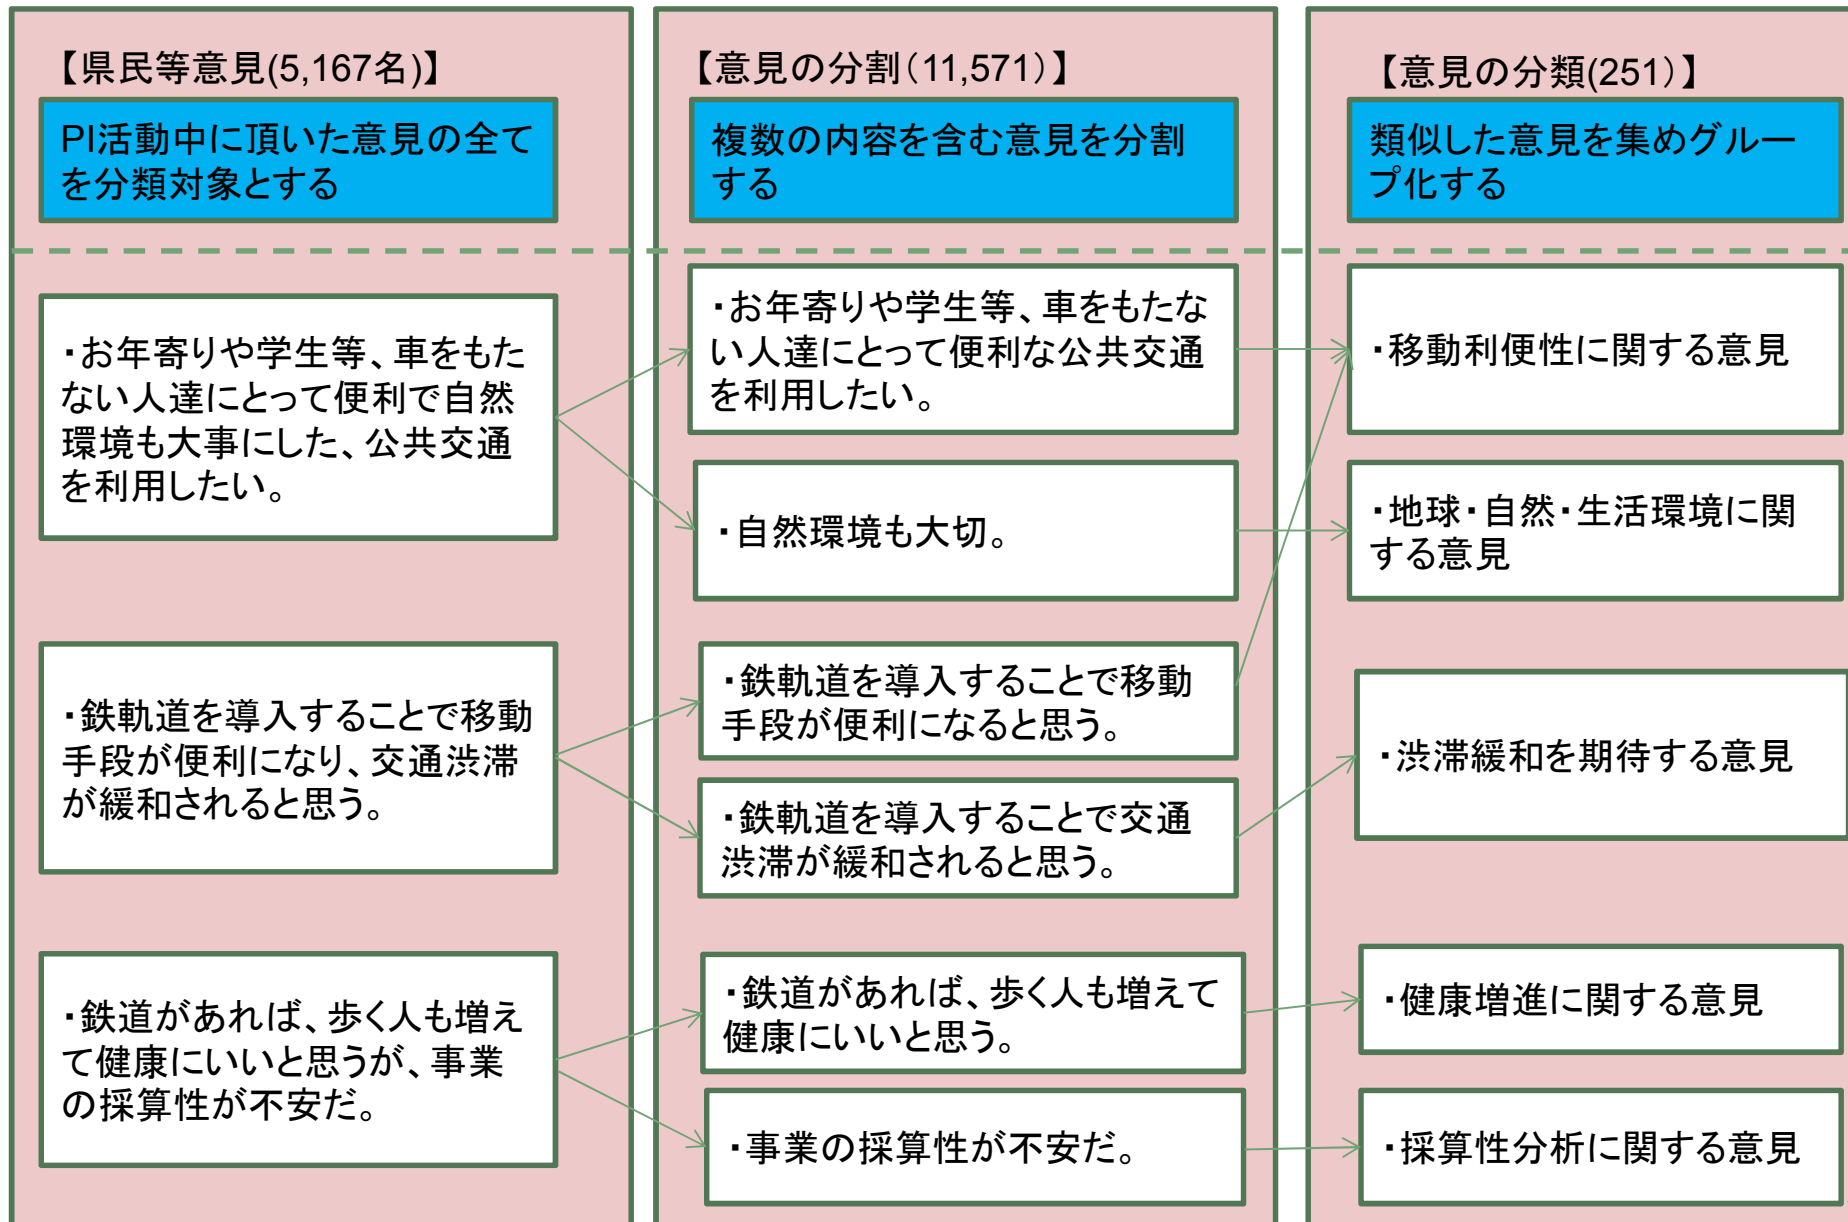 【県民等意見(5,167名)】
PI活動中に頂いた意見の全て
を分類対象とする
・お年寄りや学生等、車をもた
ない人達にとって便利で自然
環境も大事にした、公共交通
を利用したい。
・鉄軌道を導入することで移動
手段が便利になり、交通渋滞
が緩和されると思う。
・鉄道があれば、歩く人も増え
て健康にいいと思うが、事業
の採算性が不安だ。
【意見の分割(11,571)】
複数の内容を含む意見を分割
する
・お年寄りや学生等、車をもたな
い人達にとって便利な公共交通
を利用したい。
・自然環境も大切。
・鉄軌道を導入することで移動
手段が便利になると思う。
・鉄軌道を導入することで交通
渋滞が緩和されると思う。
・鉄道があれば、歩く人も増えて
健康にいいと思う。
・事業の採算性が不安だ。
【意見の分類(251)】
類似した意見を集めグルー
プ化する
・移動利便性に関する意見
・地球・自然・生活環境に関
する意見
・渋滞緩和を期待する意見
・健康増進に関する意見
・採算性分析に関する意見